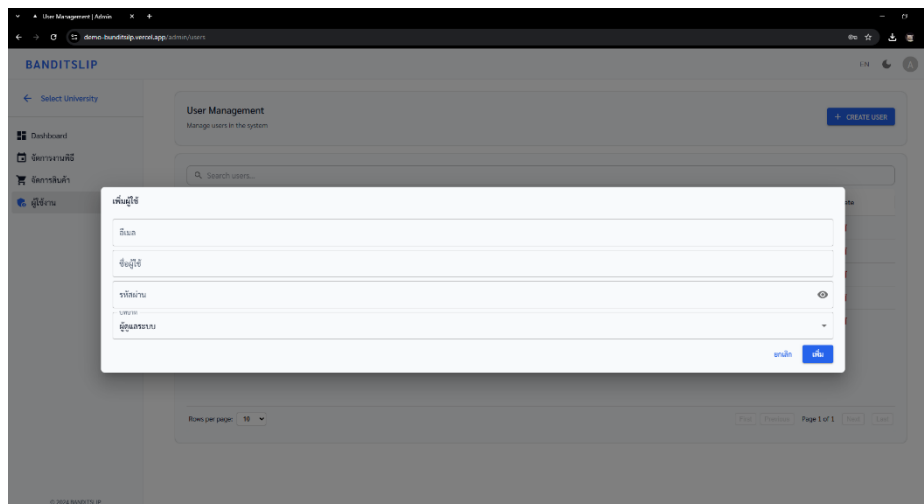 User Management | Admin
demo-bunditslip.vercel.app/admin/users
BANDITSLIP
EN
A
Select University
User Management
Manage users in the system
+ CREATE USER
Dashboard
จัดการงานพิธี
จัดการสินค้า
ผู้ใช้งาน
Search users...
เพิ่มผู้ใช้
อีเมล
ชื่อผู้ใช้
รหัสผ่าน
บทบาท
ผู้ดูแลระบบ
ยกเลิก
เพิ่ม
Rows per page: 10
First Previous Page 1 of 1 Next Last
© 2024 BANDITSLIP